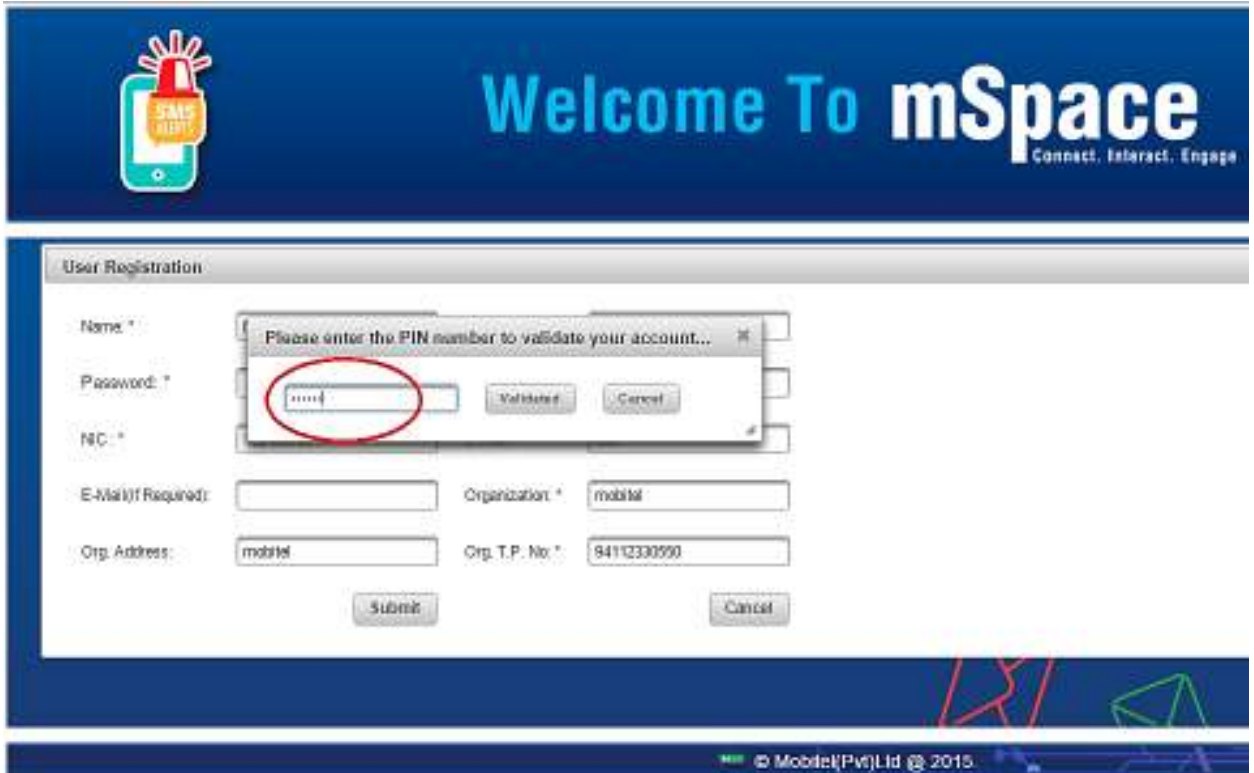 SMS
ALERTS
Welcome To mSpace
Connect. Interact. Engage
User Registration
Name: *
Please enter the PIN number to validate your account...
Password: *
Validated Cancel
NIC : *
E-Mail(If Required):
Organization: * mobitel
Org. Address: mobitel Org. T.P. No: * 94112330550
Submit Cancel
© Mobitel(Pvt)Ltd @ 2015